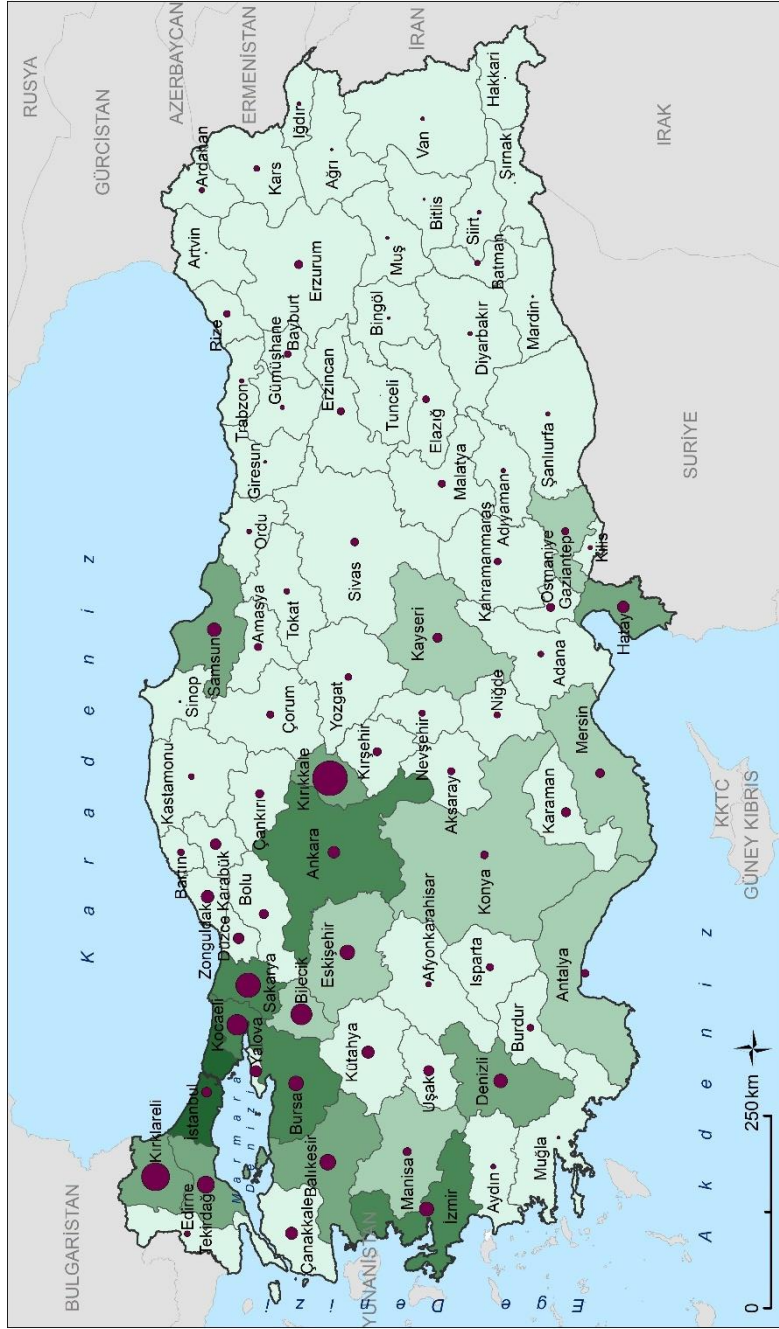 RUSYA
GÜRCİSTAN
AZERBAYCAN
ERMENİSTAN
İRAN
IRAK
SURİYE
KKTC
GÜNEY KIBRIS
YUNANİSTAN
BULGARİSTAN
Karadeniz
Marmara
Denizi
Ege Denizi
Akdeniz
Kırklareli
Edirne
Tekirdağ
İstanbul
Kocaeli
Yalova
Sakarya
Düzce
Zonguldak
Bartın
Karabük
Bolu
Kastamonu
Çankırı
Sinop
Samsun
Amasya
Çorum
Tokat
Ordu
Giresun
Trabzon
Gümüşhane
Bayburt
Rize
Artvin
Ardahan
Kars
Iğdır
Ağrı
Erzurum
Erzincan
Çanakkale
Balıkesir
Bursa
Bilecik
Eskişehir
Kütahya
Ankara
Kırıkkale
Kırşehir
Yozgat
Sivas
Tunceli
Bingöl
Muş
Bitlis
Van
Hakkari
Şırnak
Siirt
Batman
Mardin
Diyarbakır
Elazığ
Malatya
Adıyaman
Şanlıurfa
Kahramanmaraş
Gaziantep
Kilis
Osmaniye
Hatay
Adana
Kayseri
Nevşehir
Niğde
Aksaray
Konya
Karaman
Mersin
Antalya
Isparta
Burdur
Afyonkarahisar
Uşak
Denizli
Manisa
İzmir
Aydın
Muğla
0
250 km